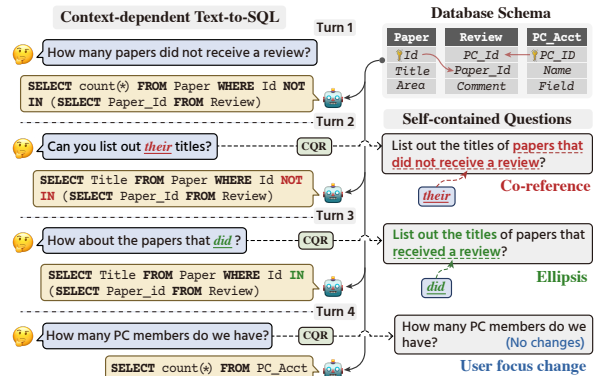 Context-dependent Text-to-SQL
Turn 1
How many papers did not receive a review?
SELECT count(*) FROM Paper WHERE Id NOT
IN (SELECT Paper_Id FROM Review)
Turn 2
Can you list out their titles?
CQR
SELECT Title FROM Paper WHERE Id NOT
IN (SELECT Paper_Id FROM Review)
Turn 3
How about the papers that did ?
CQR
SELECT Title FROM Paper WHERE Id IN
(SELECT Paper_id FROM Review)
Turn 4
How many PC members do we have?
CQR
SELECT count(*) FROM PC_Acct
Database Schema
Paper Review PC_Acct
Id PC_Id PC_ID
Title Paper_Id Name
Area Comment Field
Self-contained Questions
List out the titles of papers that
did not receive a review?
their
Co-reference
List out the titles of papers that
received a review?
did
Ellipsis
How many PC members do we
have? (No changes)
User focus change